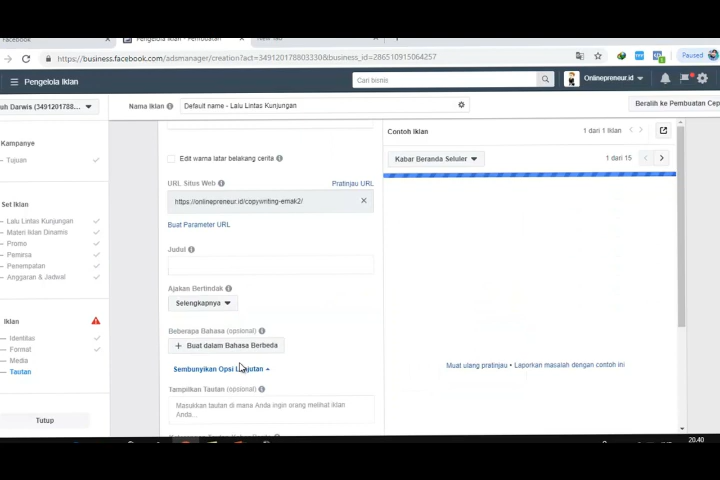 Facebook
Pengelola Iklan - Pembuatan
New Tab
https://business.facebook.com/adsmanager/creation?act=349120178803330&business_id=286510915064257
Paused
Pengelola Iklan
Cari bernis
Onlinepreneur.id
uh Darwis (34912017880...
Nama Iklan
Default name - Lalu Lintas Kunjungan
Beralih ke Pembuatan Cep
Kampanye
Tujuan
Set Iklan
Lalu Lintas Kunjungan
Materi Iklan Dinamis
Promo
Pemirsa
Penempatan
Anggaran & Jadwal
Iklan
Identitas
Format
Media
Tautan
Tutup
Edit warna latar belakang cerita
URL Situs Web
Pratinjau URL
https://onlinepreneur.id/copywriting-emak2/
Buat Parameter URL
Judul
Ajakan Bertindak
Selengkapnya
Beberapa Bahasa (opsional)
+ Buat dalam Bahasa Berbeda
Sembunyikan Opsi Lanjutan
Tampilkan Tautan (opsional)
Masukkan tautan di mana Anda ingin orang melihat iklan
Anda...
Contoh Iklan
1 dari 1 Iklan
Kabar Beranda Seluler
1 dari 15
Muat ulang pratinjau • Laporkan masalah dengan contoh ini
20.40